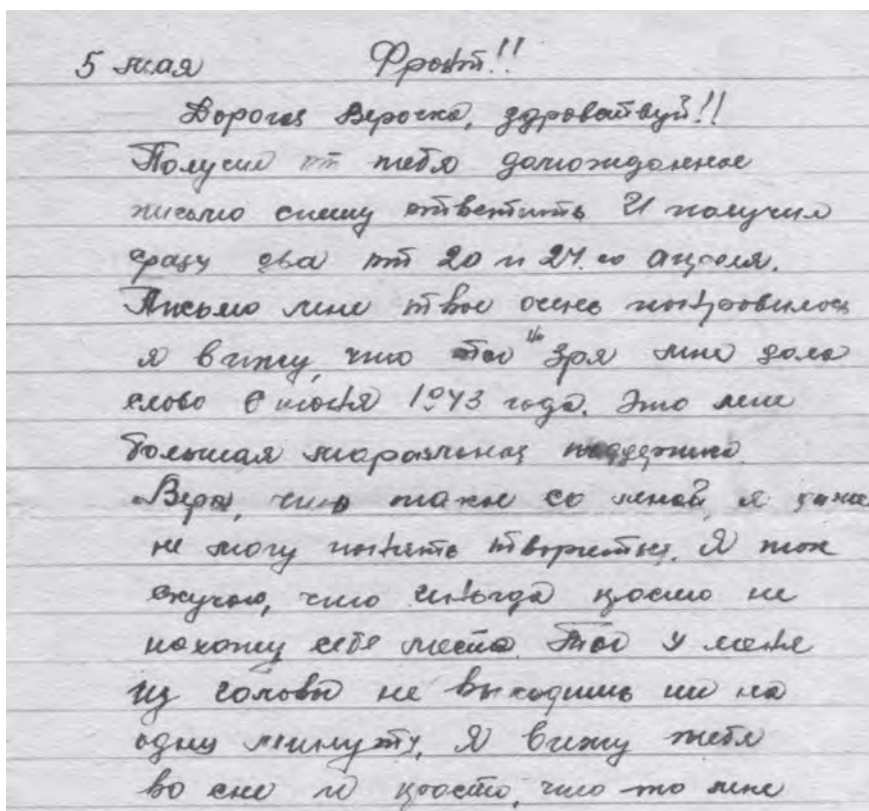 5 мая Фронт!!
Дорогая Верочка, здровствуй!!
Получил от тебя долгожданное
письмо спешу ответить И получил
сразу два от 20 и 24.го апреля.
Письмо мне твое очень понравилось
я вижу, что ты не зря мне дала
слово 6 июня 1943 года. Это мне
большая моральная поддержка.
Вера, что такое со мной, я даже
не могу понять творится. Я так
скучаю, что иногда просто не
нахожу себе места. Ты у меня
из головы не выходишь ни на
одну минуту, Я вижу тебя
во сне и просто, что-то мне